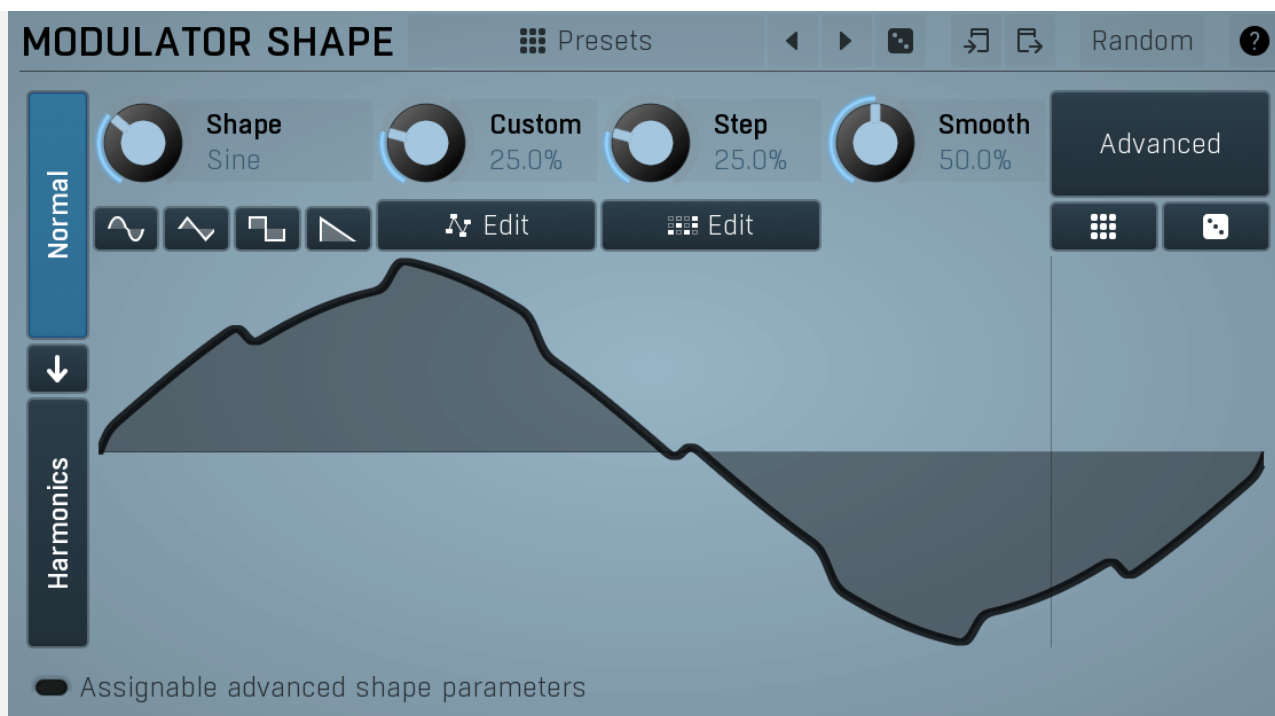 MODULATOR SHAPE Presets Random ?
Normal
Shape Custom Step Smooth Advanced
Sine 25.0% 25.0% 50.0%
Edit Edit
Harmonics
Assignable advanced shape parameters